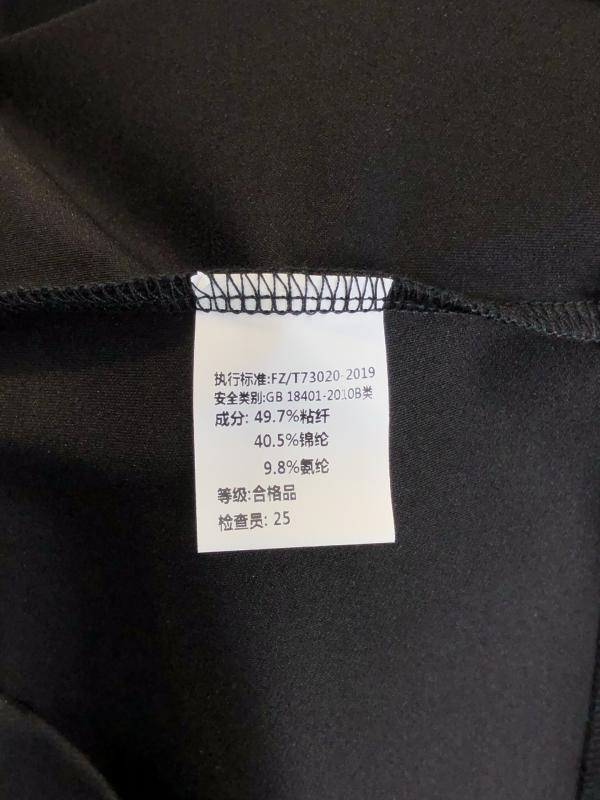 执行标准:FZ/T73020-2019
安全类别:GB 18401-2010B类
成分: 49.7%粘纤
40.5%锦纶
9.8%氨纶
等级:合格品
检查员: 25